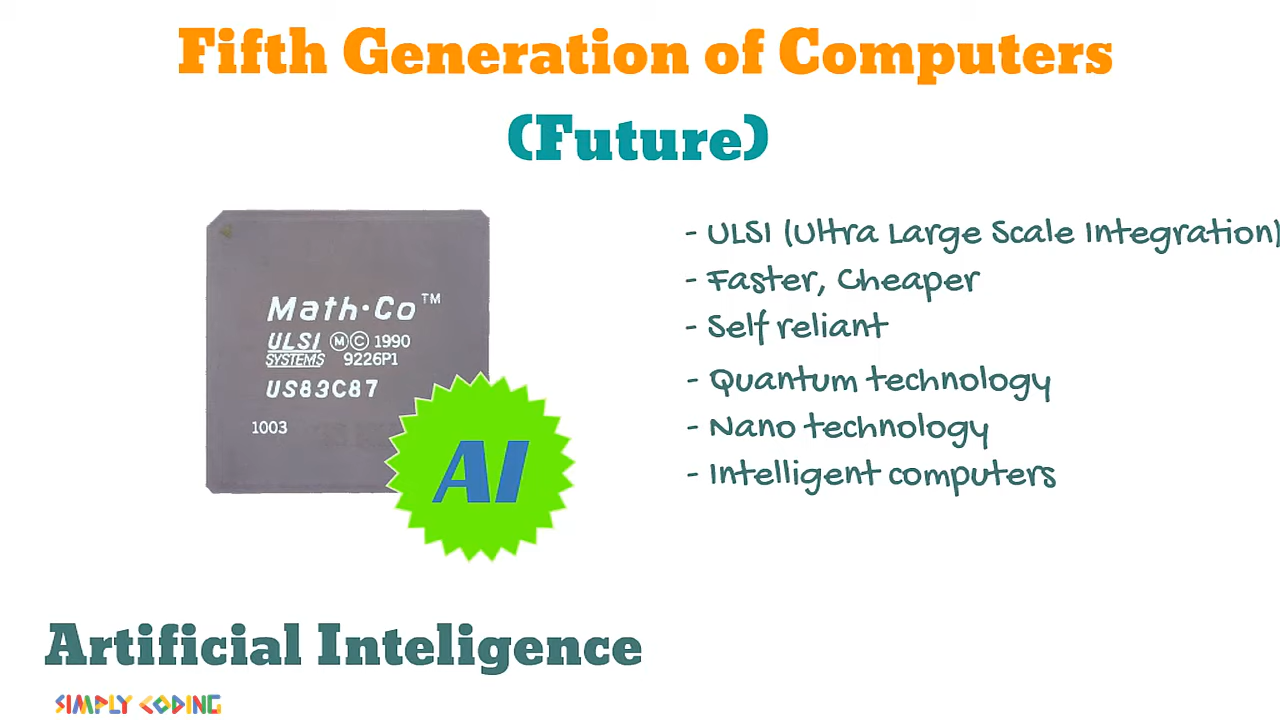 Fifth Generation of Computers
(Future)
Math·Co™
ULSI Ⓜ© 1990
SYSTEMS 9226P1
US83C87
1003
AI
- ULSI (Ultra Large Scale Integration)
- Faster, Cheaper
- Self reliant
- Quantum technology
- Nano technology
- Intelligent computers
Artificial Inteligence
SIMPLY CODING